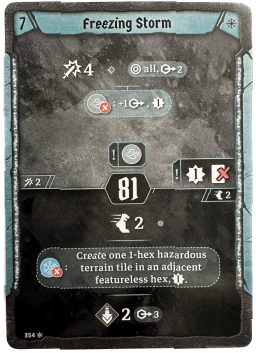 7 Freezing Storm
4 all, 2
: +1 ,
!
!
2 81 2
2
Create one 1-hex hazardous
: terrain tile in an adjacent
featureless hex, .
2 3
354